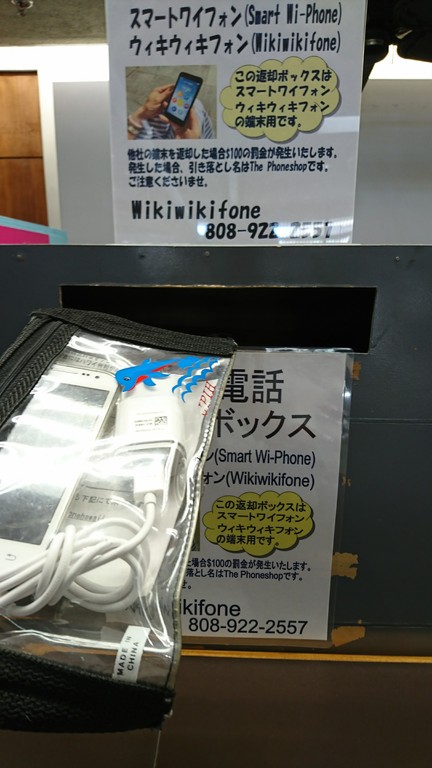 スマートワイフォン(Smart Wi-Phone)
ウィキウィキフォン(Wikiwikifone)
この返却ボックスは
スマートワイフォン
ウィキウィキフォン
の端末用です。
他社の端末を返却した場合$100の罰金が発生いたします。
発生した場合、引き落とし名はThe Phoneshopです。
ご注意くださいませ。
Wikiwikifone
808-922-2557
電話
ボックス
ン(Smart Wi-Phone)
ォン(Wikiwikifone)
この返却ボックスは
スマートワイフォン
ウィキウィキフォン
の端末用です。
場合$100の罰金が発生いたします。
落とし名はThe Phoneshopです。
せ。
kifone
808-922-2557
MADE IN
CHINA